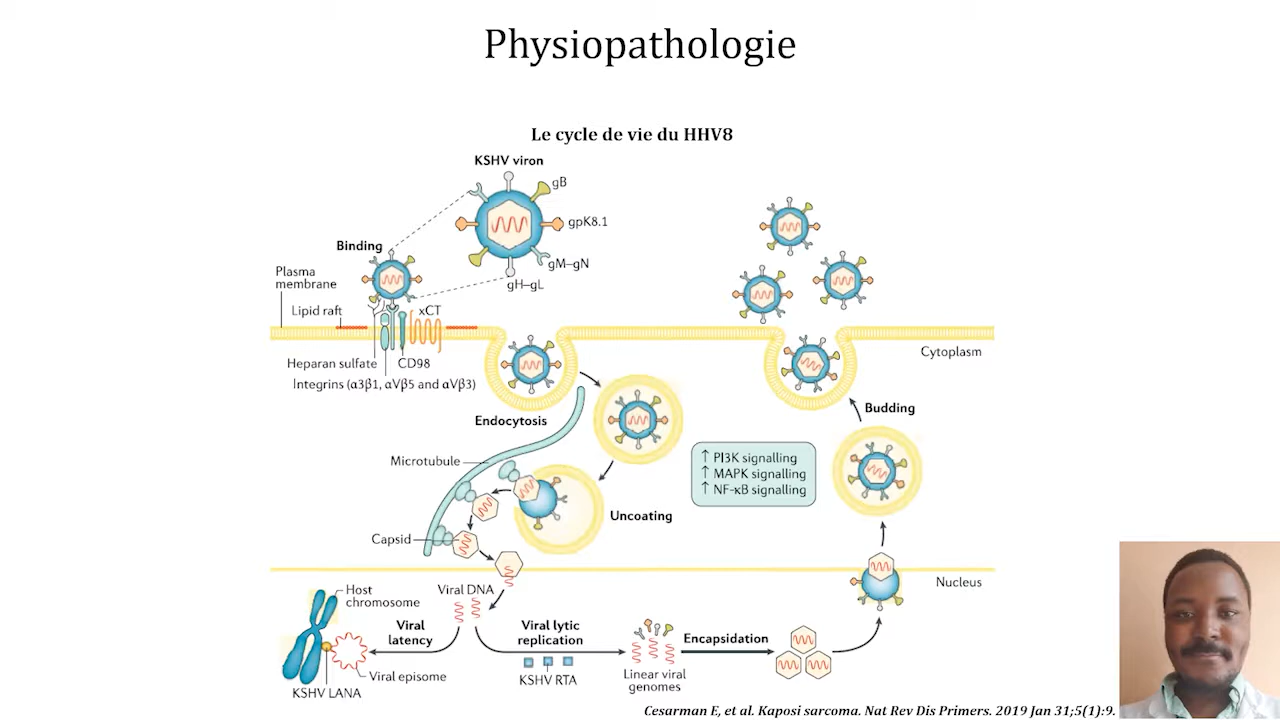 Physiopathologie
Le cycle de vie du HHV8
KSHV viron
gB
gpK8.1
gM–gN
gH–gL
Binding
Plasma
membrane
Lipid raft
xCT
Heparan sulfate
CD98
Integrins (α3β1, αVβ5 and αVβ3)
Cytoplasm
Endocytosis
Budding
Microtubule
↑ PI3K signalling
↑ MAPK signalling
↑ NF-κB signalling
Uncoating
Capsid
Nucleus
Host
chromosome
Viral DNA
Viral
latency
Viral lytic
replication
Encapsidation
Viral episome
KSHV LANA
KSHV RTA
Linear viral
genomes
Cesarman E, et al. Kaposi sarcoma. Nat Rev Dis Primers. 2019 Jan 31;5(1):9.